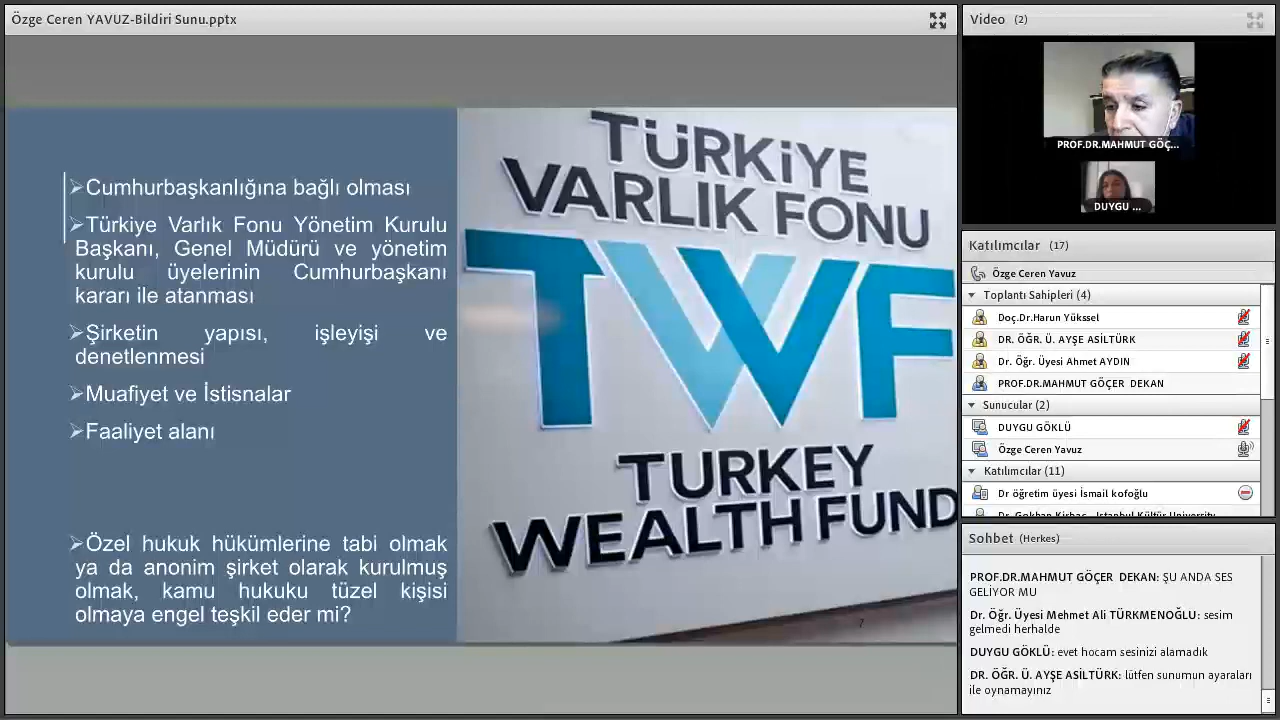 Özge Ceren YAVUZ-Bildiri Sunu.pptx
➢Cumhurbaşkanlığına bağlı olması
➢Türkiye Varlık Fonu Yönetim Kurulu
Başkanı, Genel Müdürü ve yönetim
kurulu üyelerinin Cumhurbaşkanı
kararı ile atanması
➢Şirketin yapısı, işleyişi ve
denetlenmesi
➢Muafiyet ve İstisnalar
➢Faaliyet alanı
➢Özel hukuk hükümlerine tabi olmak
ya da anonim şirket olarak kurulmuş
olmak, kamu hukuku tüzel kişisi
olmaya engel teşkil eder mi?
TÜRKİYE
VARLIK FONU
TWF
TURKEY
WEALTH FUND
7
Video (2)
PROF.DR.MAHMUT GÖÇ...
DUYGU ...
Katılımcılar (17)
Özge Ceren Yavuz
Toplantı Sahipleri (4)
Doç.Dr.Harun Yükssel
DR. ÖĞR. Ü. AYŞE ASİLTÜRK
Dr. Öğr. Üyesi Ahmet AYDIN
PROF.DR.MAHMUT GÖÇER DEKAN
Sunucular (2)
DUYGU GÖKLÜ
Özge Ceren Yavuz
Katılımcılar (11)
Dr öğretim üyesi İsmail kofoğlu
Sohbet (Herkes)
PROF.DR.MAHMUT GÖÇER DEKAN: ŞU ANDA SES
GELİYOR MU
Dr. Öğr. Üyesi Mehmet Ali TÜRKMENOĞLU: sesim
gelmedi herhalde
DUYGU GÖKLÜ: evet hocam sesinizi alamadık
DR. ÖĞR. Ü. AYŞE ASİLTÜRK: lütfen sunumun ayaraları
ile oynamayınız